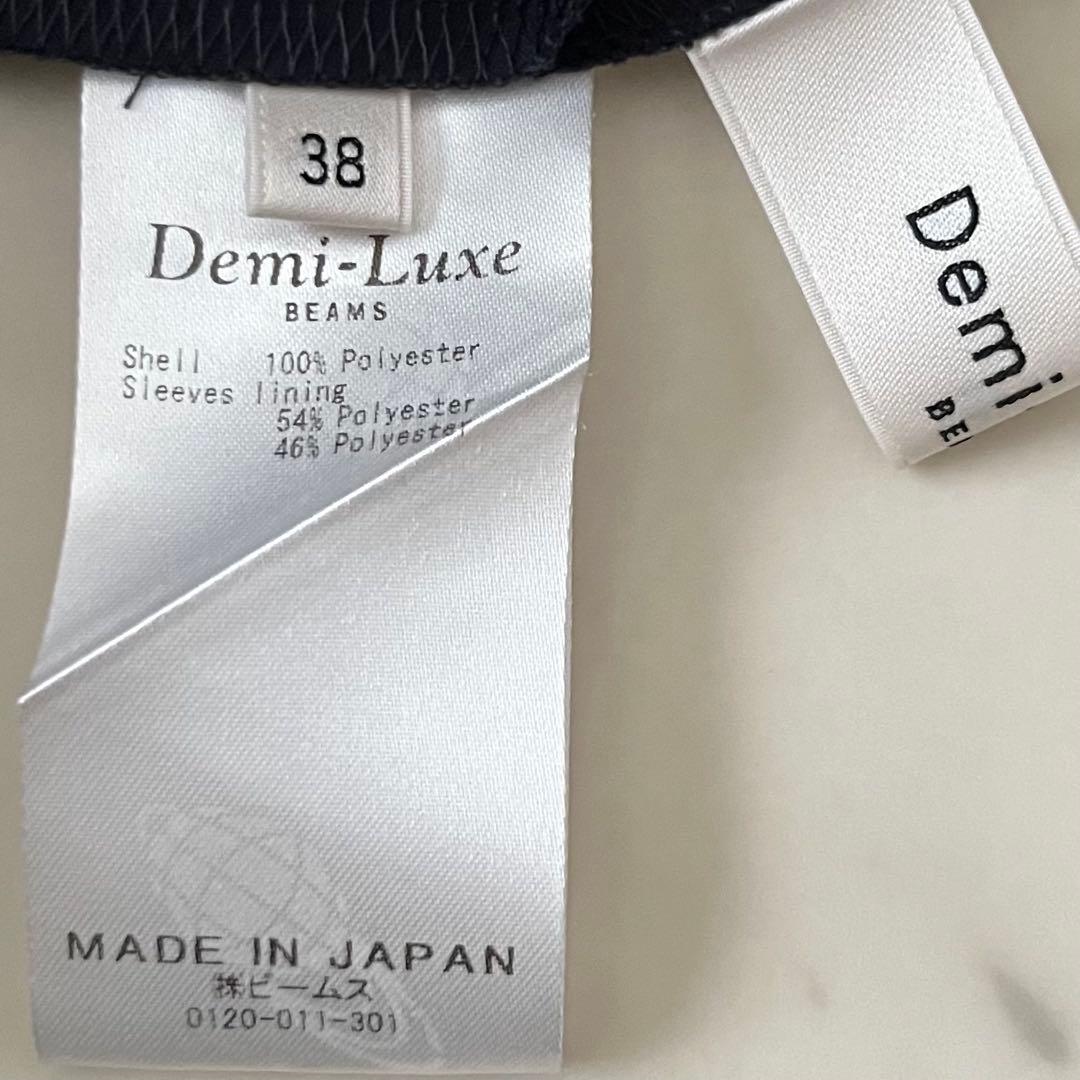 38
Demi-Luxe
BEAMS
Shell 100% Polyester
Sleeves lining
54% Polyester
46% Polyester
MADE IN JAPAN
㈱ビームス
0120-011-301
Demi
BE